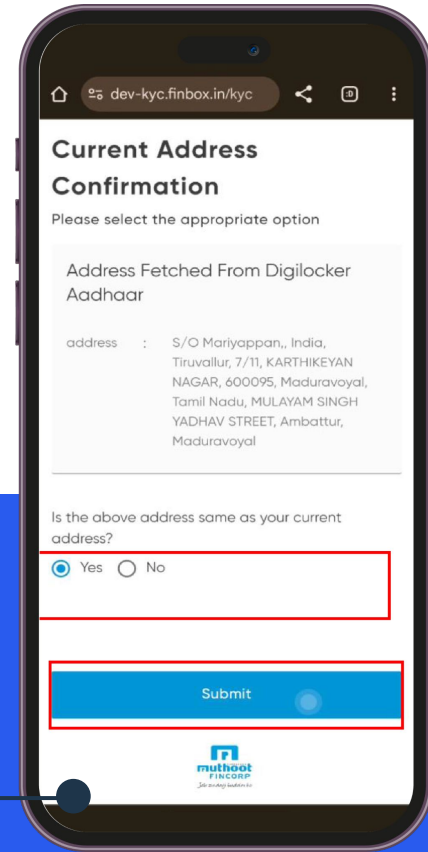 dev-kyc.finbox.in/kyc
:D
Current Address
Confirmation
Please select the appropriate option
Address Fetched From Digilocker
Aadhaar
address : S/O Mariyappan,, India,
Tiruvallur, 7/11, KARTHIKEYAN
NAGAR, 600095, Maduravoyal,
Tamil Nadu, MULAYAM SINGH
YADHAV STREET, Ambattur,
Maduravoyal
Is the above address same as your current
address?
Yes No
Submit
muthoot
FINCORP